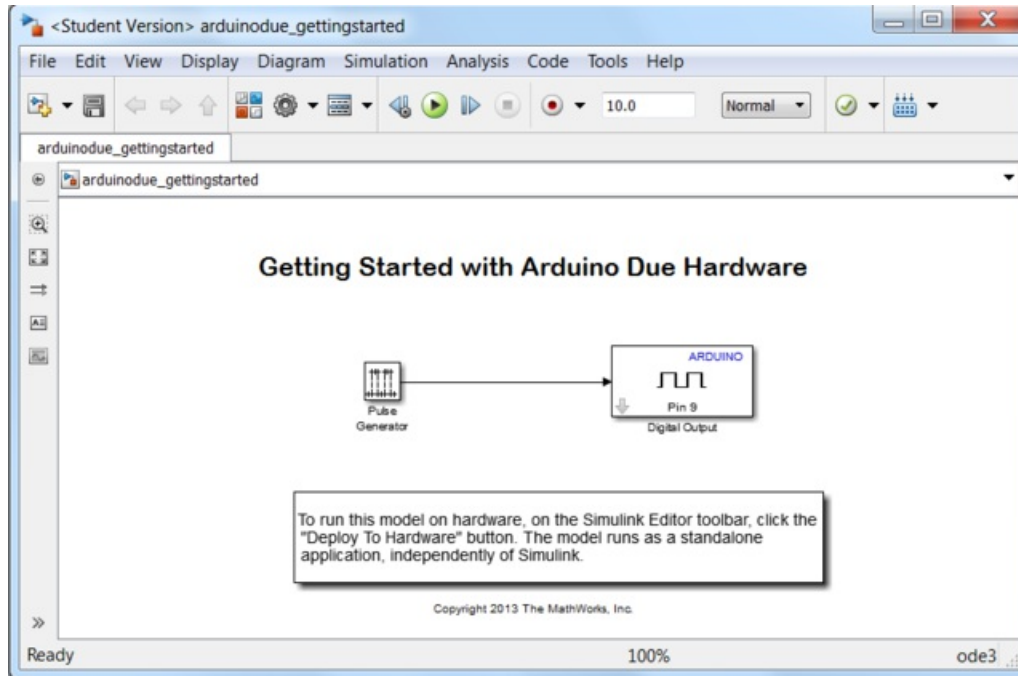 <Student Version> arduinodue_gettingstarted
File Edit View Display Diagram Simulation Analysis Code Tools Help
10.0 Normal
arduinodue_gettingstarted
arduinodue_gettingstarted
Getting Started with Arduino Due Hardware
ARDUINO
Pin 9
Pulse
Generator
Digital Output
To run this model on hardware, on the Simulink Editor toolbar, click the
"Deploy To Hardware" button. The model runs as a standalone
application, independently of Simulink.
Copyright 2013 The MathWorks, Inc.
Ready 100% ode3